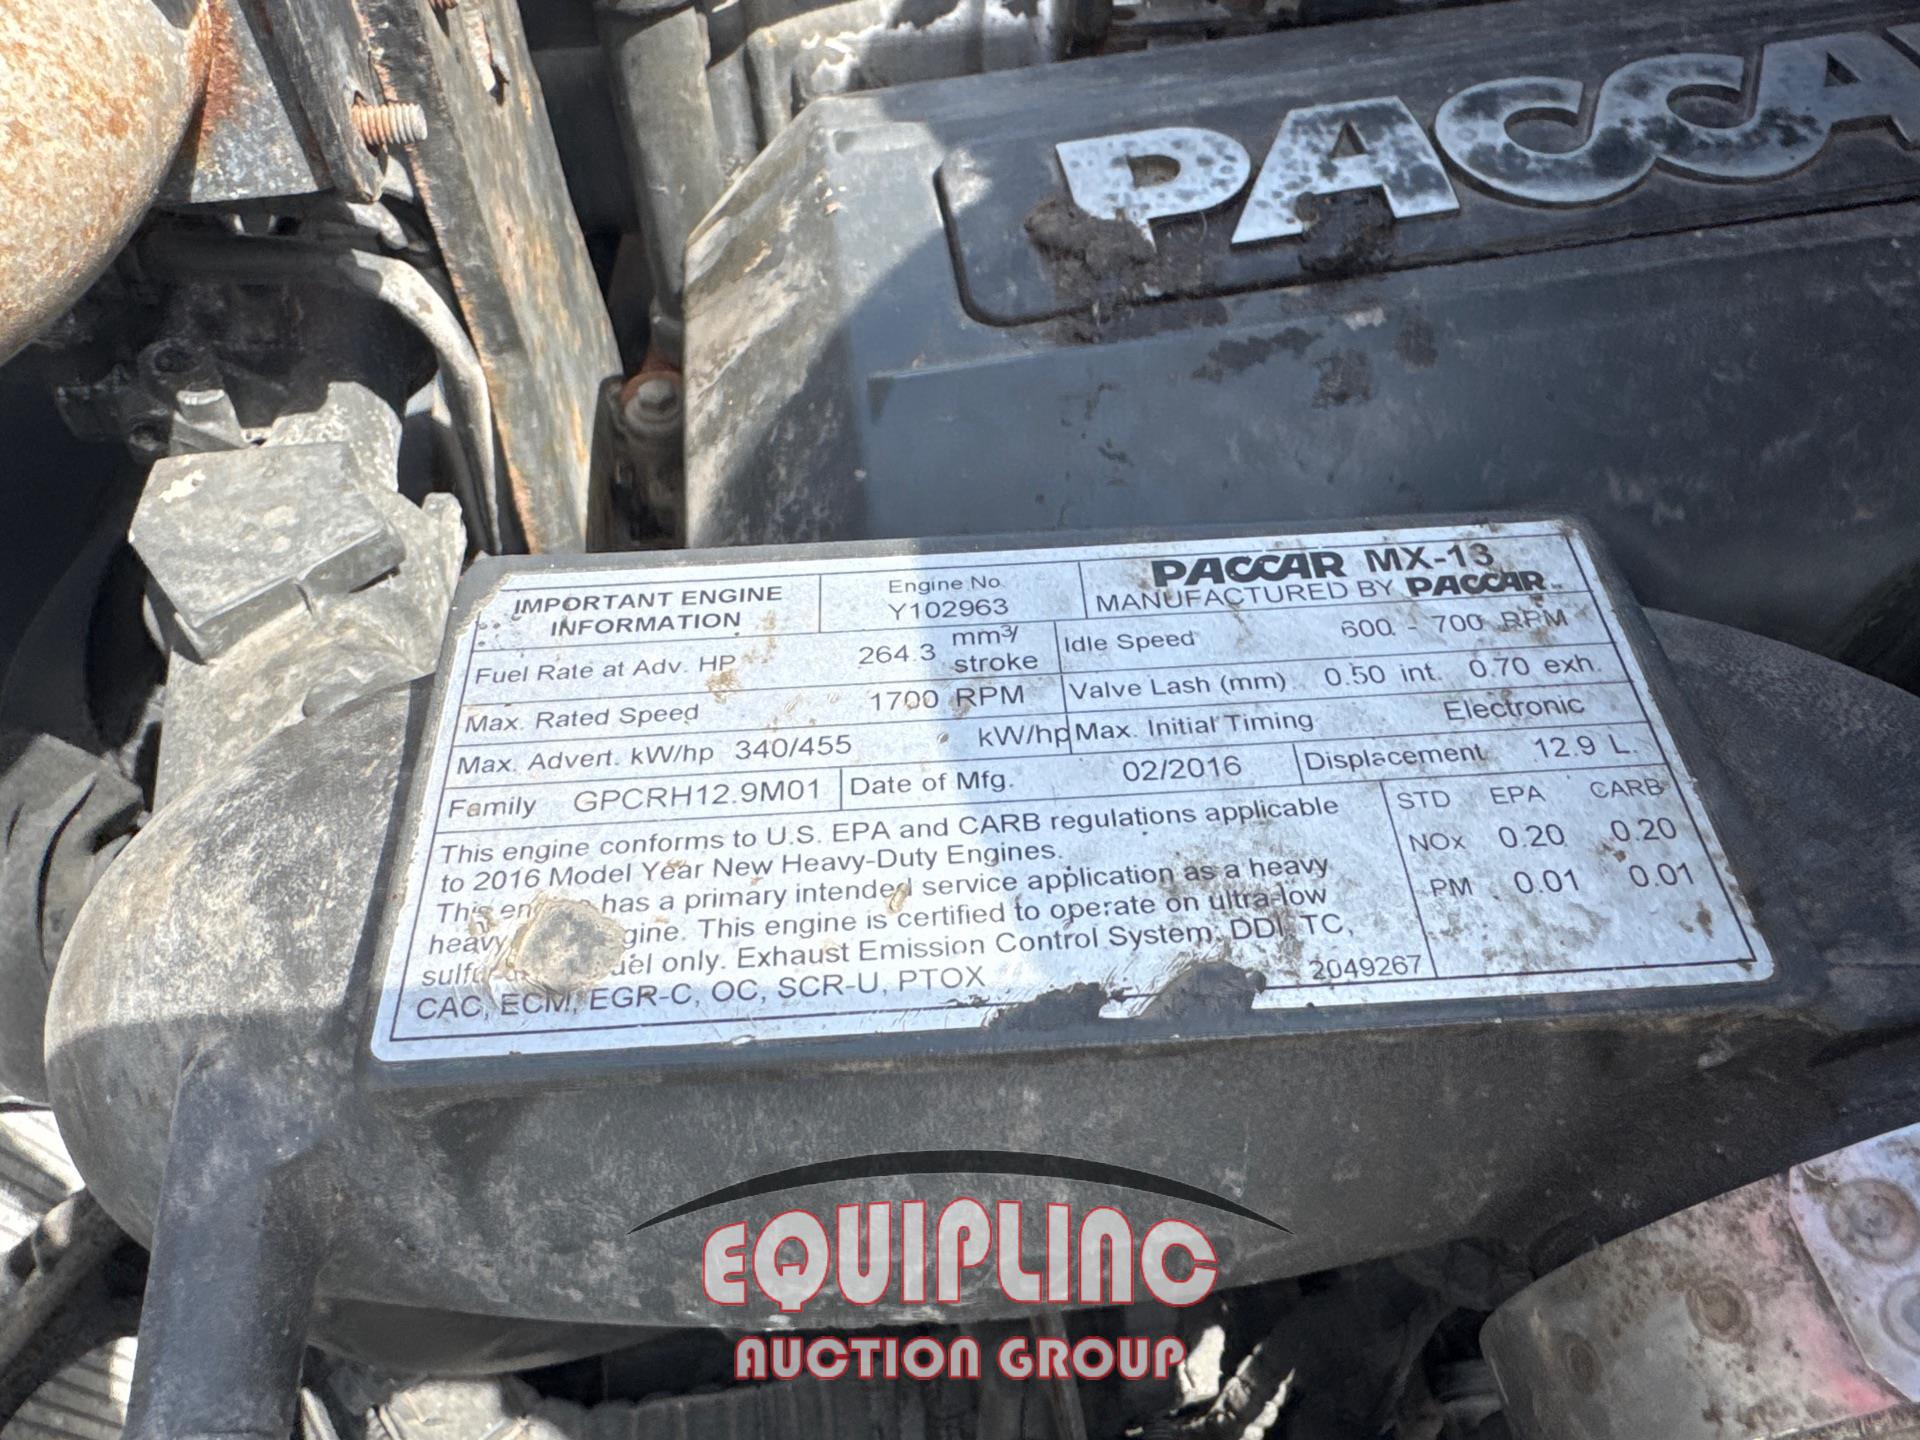 PACCA
IMPORTANT ENGINE
INFORMATION
Engine No.
Y102963
PACCAR MX-13
MANUFACTURED BY PACCAR
Fuel Rate at Adv. HP 264.3 mm³/
stroke
Idle Speed 600 - 700 RPM
Max. Rated Speed 1700 RPM
Valve Lash (mm) 0.50 int. 0.70 exh.
Max. Advert. kW/hp 340/455 kW/hp
Max. Initial Timing Electronic
Family GPCRH12.9M01
Date of Mfg. 02/2016
Displacement 12.9 L.
This engine conforms to U.S. EPA and CARB regulations applicable
to 2016 Model Year New Heavy-Duty Engines.
This has a primary intended service application as a heavy
heavy This engine is certified to operate on ultra-low
only. Exhaust Emission Control System: DDI, TC,
CAC, ECM, EGR-C, OC, SCR-U, PTOX
2049267
STD EPA CARB
NOx 0.20 0.20
PM 0.01 0.01
EQUIPLINC
AUCTION GROUP